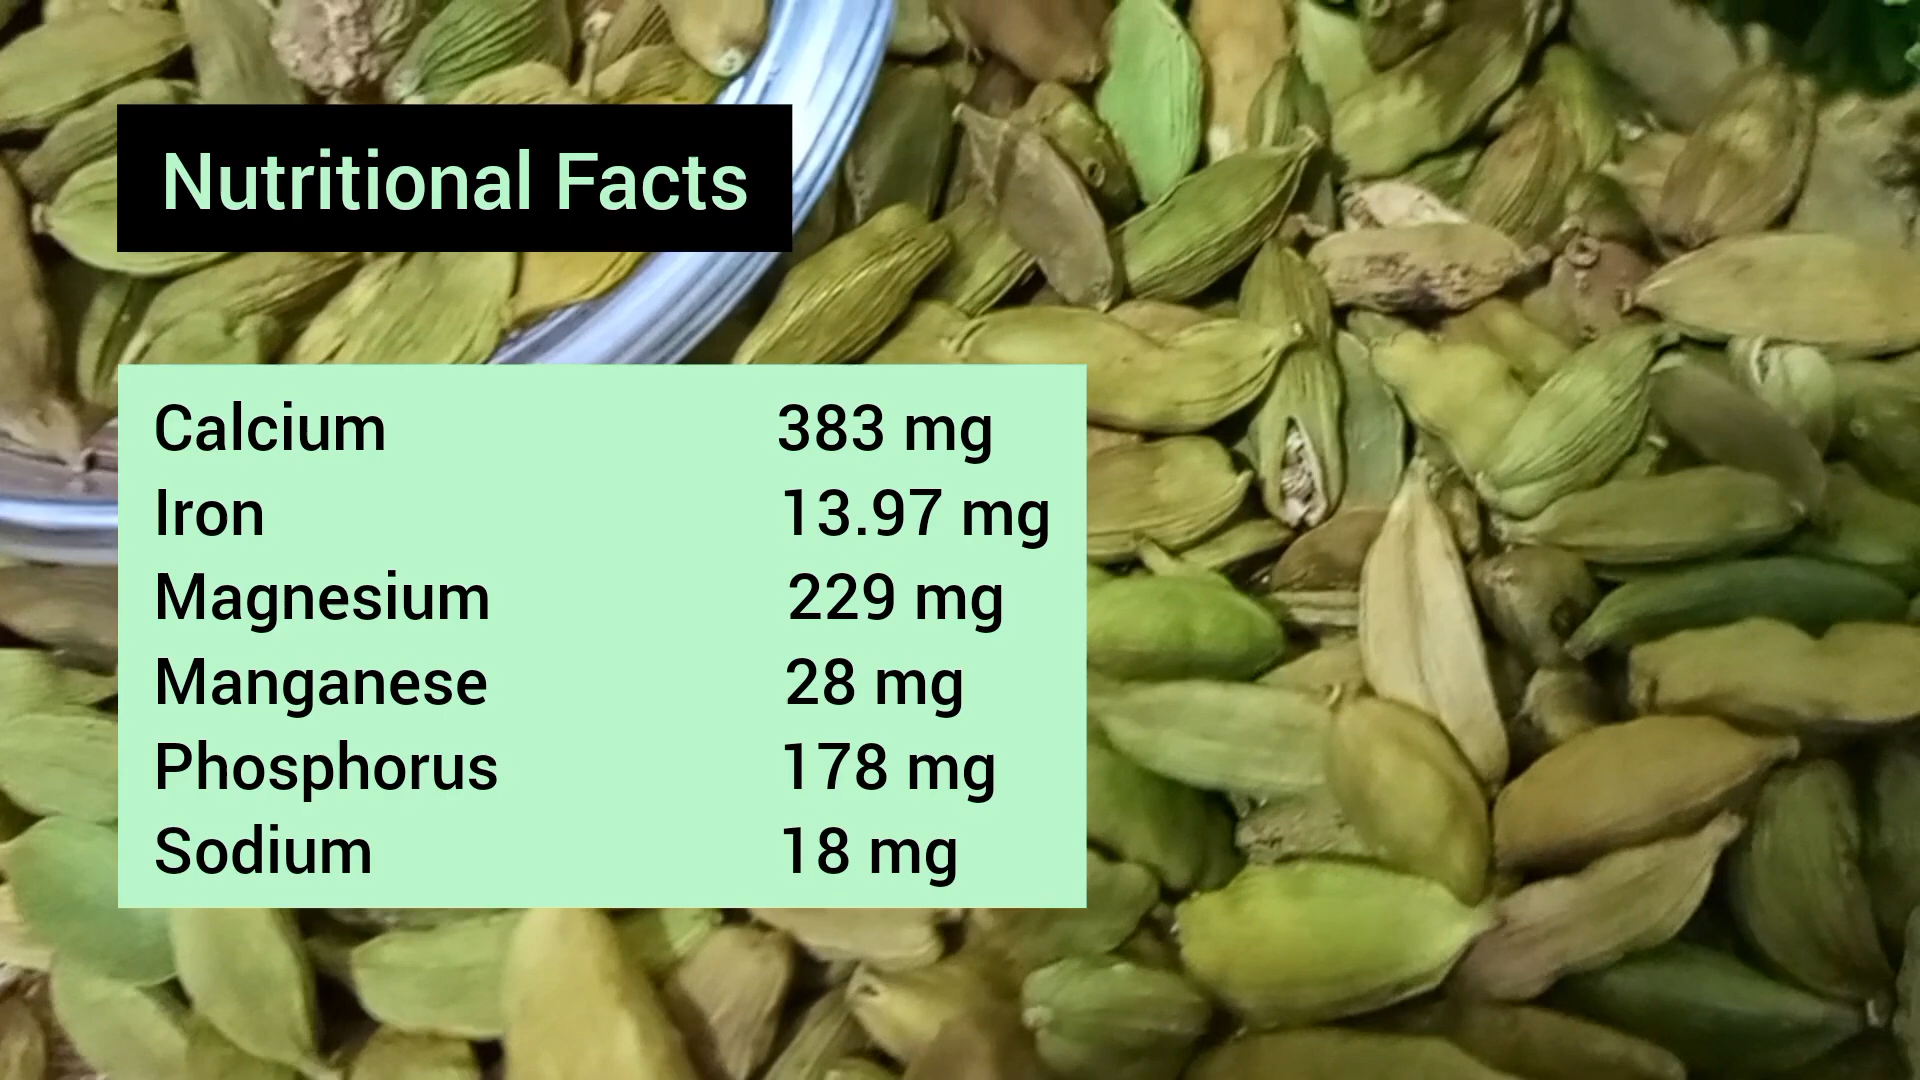 Nutritional Facts
Calcium 383 mg
Iron 13.97 mg
Magnesium 229 mg
Manganese 28 mg
Phosphorus 178 mg
Sodium 18 mg